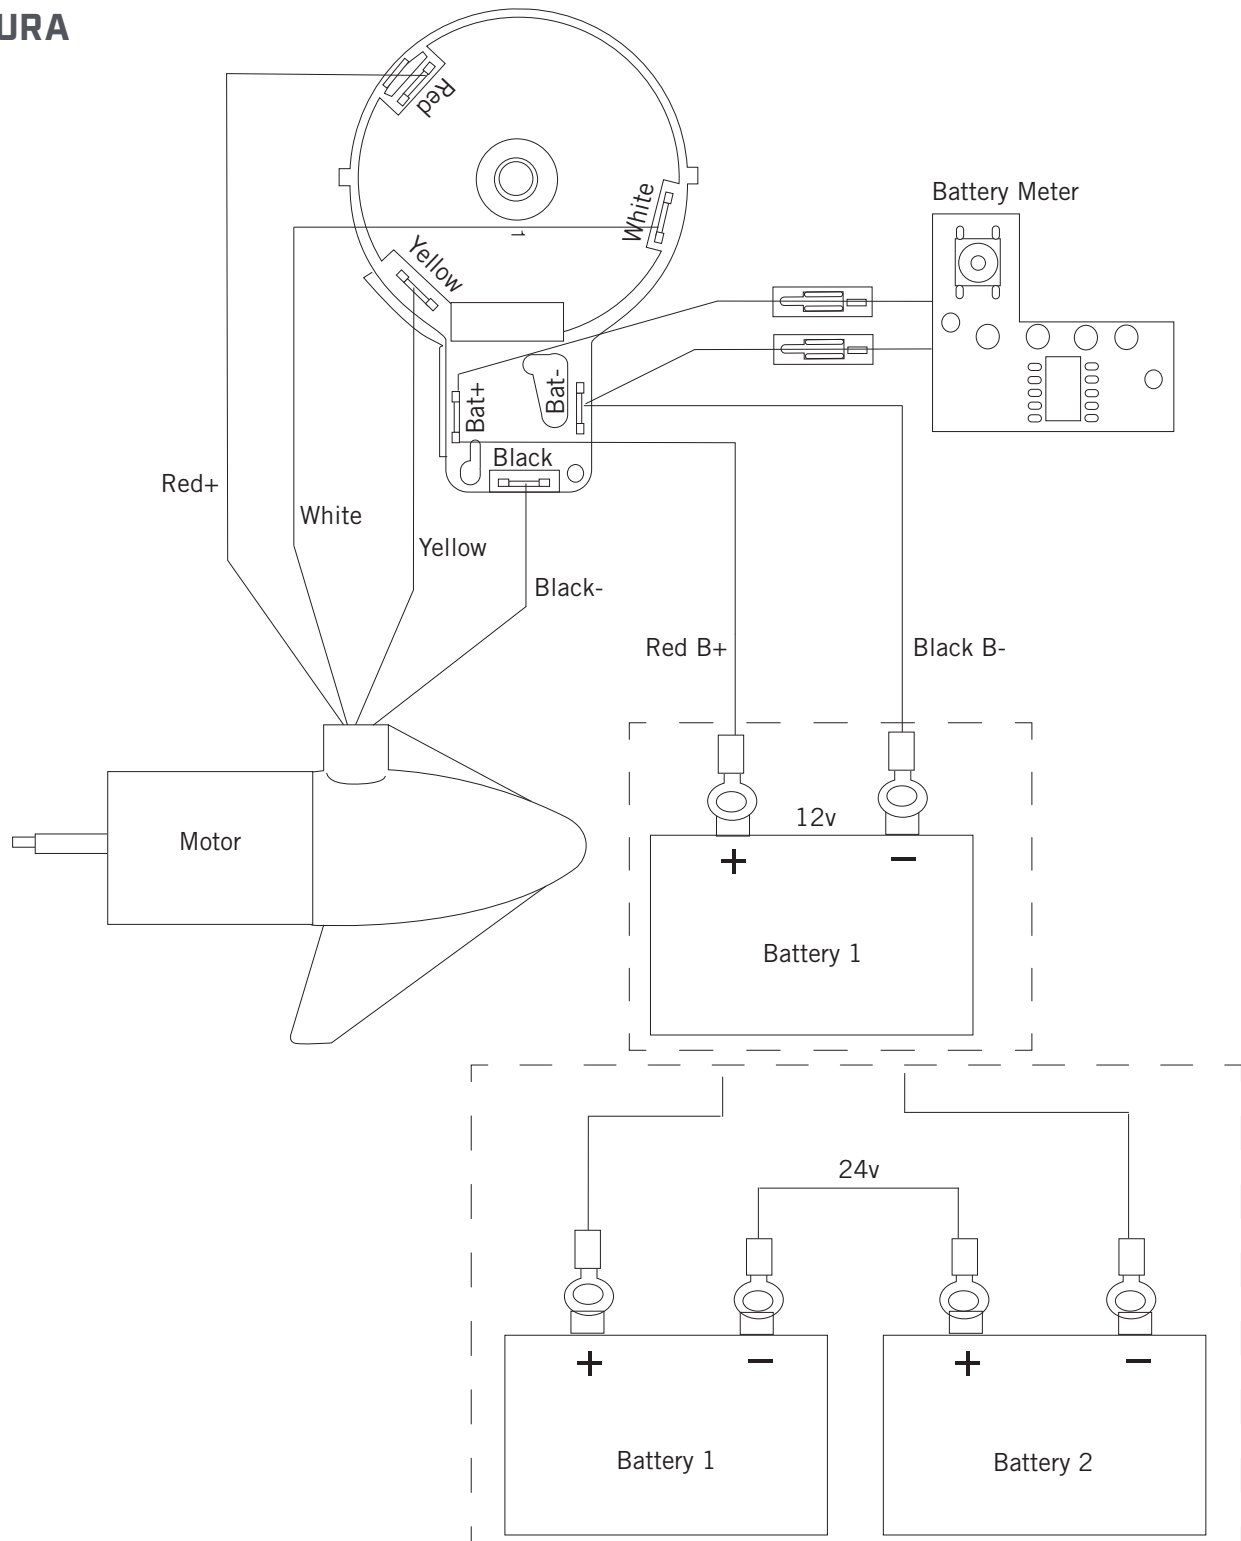 URA
Red
White
1
Yellow
Battery Meter
Bat+
Bat-
Black
Red+
White
Yellow
Black-
Red B+
Black B-
Motor
12v
+
–
Battery 1
24v
+
–
+
–
Battery 1
Battery 2